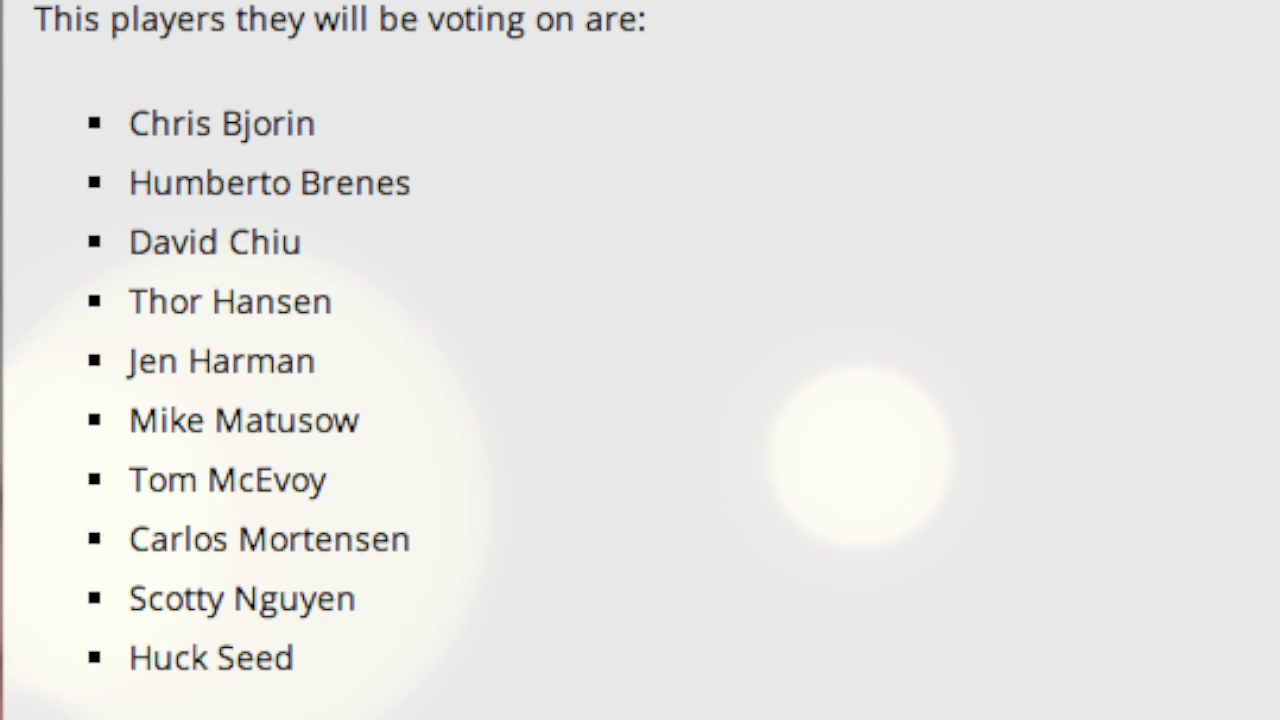 This players they will be voting on are:
Chris Bjorin
Humberto Brenes
David Chiu
Thor Hansen
Jen Harman
Mike Matusow
Tom McEvoy
Carlos Mortensen
Scotty Nguyen
Huck Seed